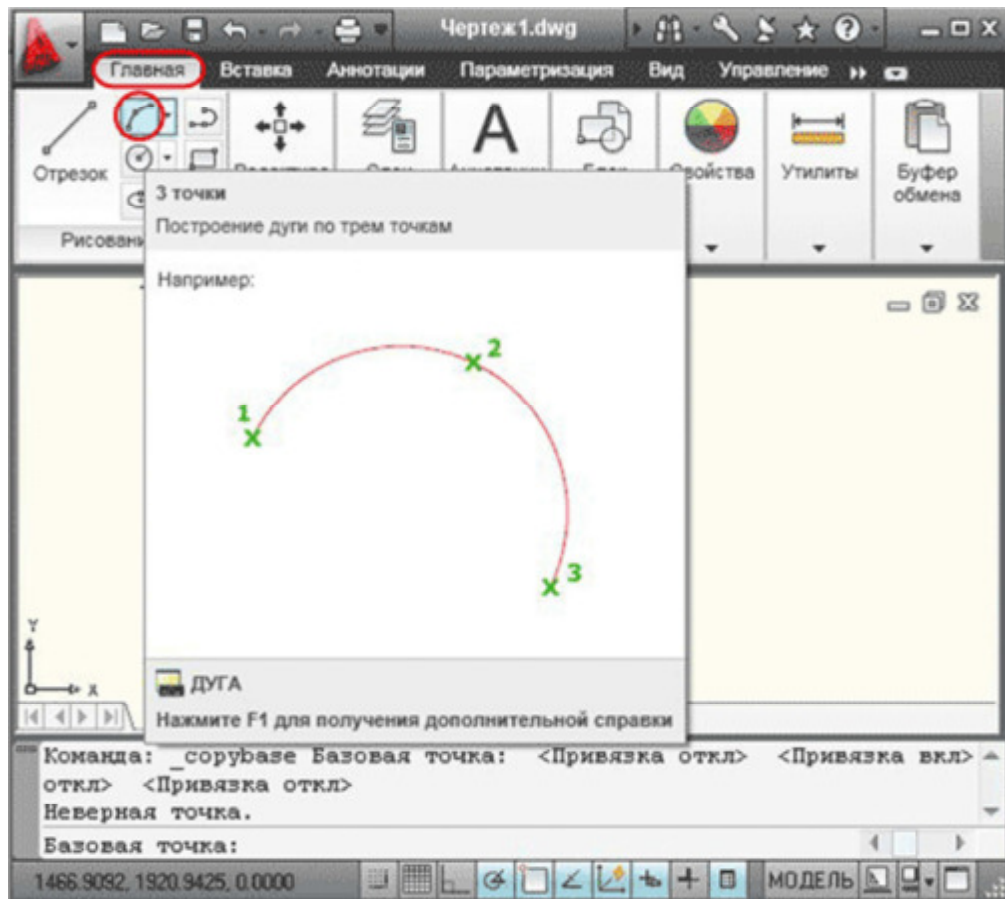 Чертеж1.dwg
Главная Вставка Аннотации Параметризация Вид Управление
Отрезок
Свойства Утилиты Буфер обмена
3 точки
Построение дуги по трем точкам
Например:
1
2
3
Y
X
ДУГА
Нажмите F1 для получения дополнительной справки
Команда: _copybase Базовая точка: <Привязка откл> <Привязка вкл>
откл> <Привязка откл>
Неверная точка.
Базовая точка:
1466.9092, 1920.9425, 0.0000 МОДЕЛЬ